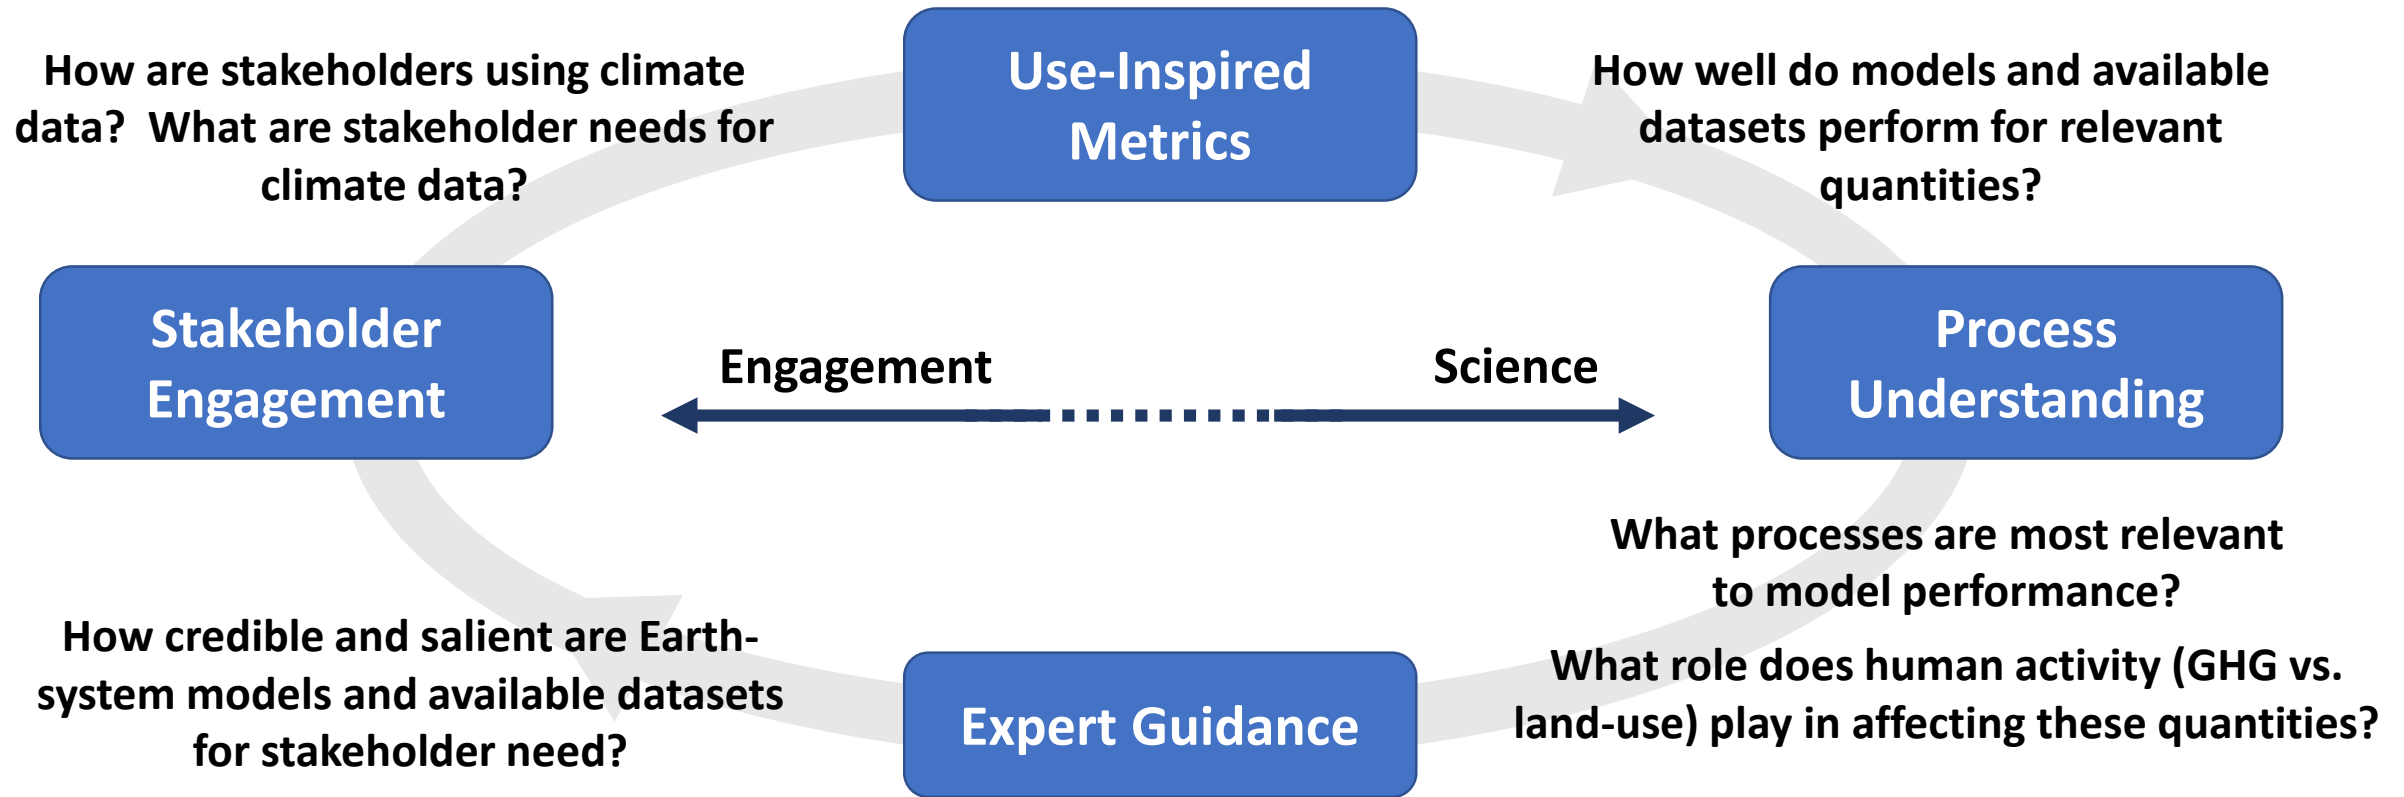 How are stakeholders using climate
data?  What are stakeholder needs for
climate data?
Use-Inspired
Metrics
How well do models and available
datasets perform for relevant
quantities?
Stakeholder
Engagement
Engagement
Science
Process
Understanding
How credible and salient are Earth-
system models and available datasets
for stakeholder need?
Expert Guidance
What processes are most relevant
to model performance?
What role does human activity (GHG vs.
land-use) play in affecting these quantities?